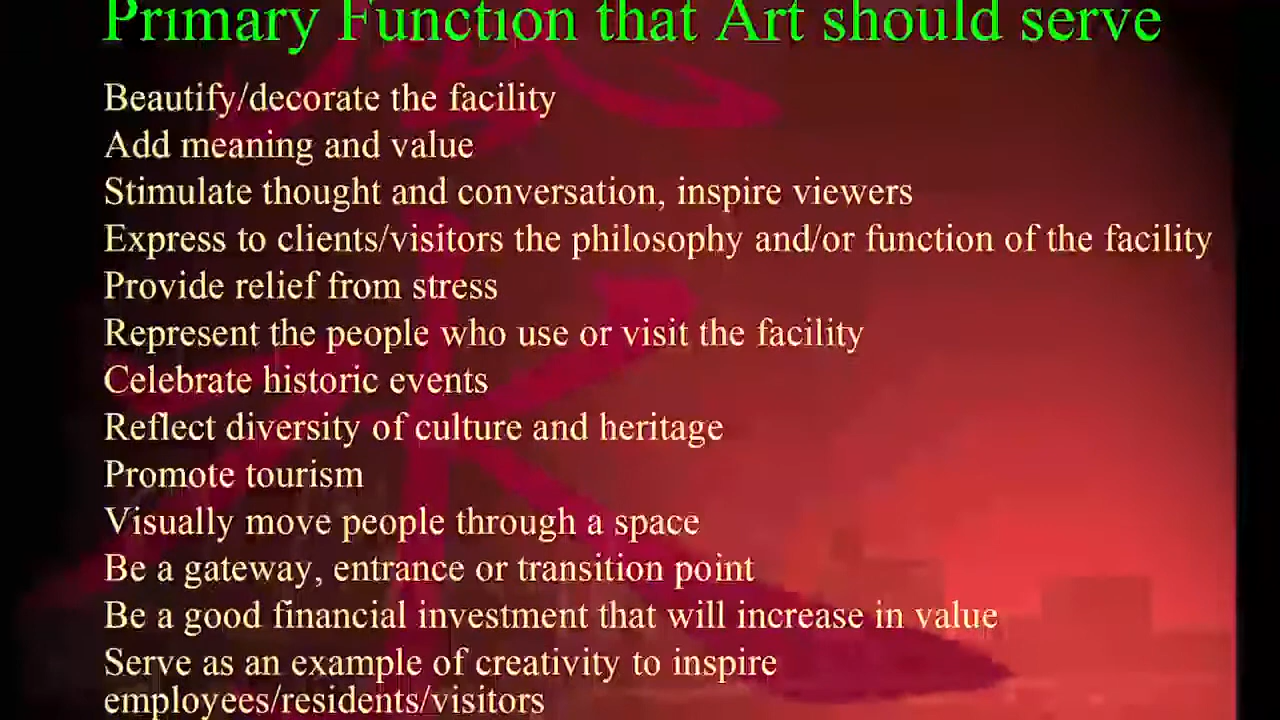 Primary Function that Art should serve
Beautify/decorate the facility
Add meaning and value
Stimulate thought and conversation, inspire viewers
Express to clients/visitors the philosophy and/or function of the facility
Provide relief from stress
Represent the people who use or visit the facility
Celebrate historic events
Reflect diversity of culture and heritage
Promote tourism
Visually move people through a space
Be a gateway, entrance or transition point
Be a good financial investment that will increase in value
Serve as an example of creativity to inspire
employees/residents/visitors